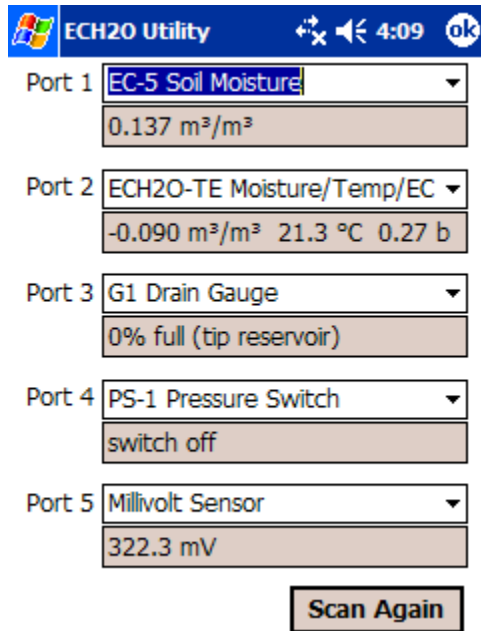 ECH2O Utility 4:09 ok
Port 1 EC-5 Soil Moisture
0.137 m³/m³
Port 2 ECH2O-TE Moisture/Temp/EC
-0.090 m³/m³ 21.3 °C 0.27 b
Port 3 G1 Drain Gauge
0% full (tip reservoir)
Port 4 PS-1 Pressure Switch
switch off
Port 5 Millivolt Sensor
322.3 mV
Scan Again